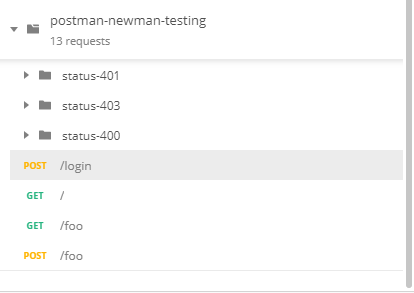 postman-newman-testing
13 requests
status-401
status-403
status-400
POST /login
GET /
GET /foo
POST /foo